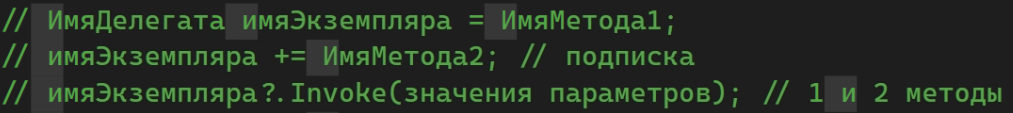 // ИмяДелегата имяЭкземпляра = ИмяМетода1;
// имяЭкземпляра += ИмяМетода2; // подписка
// имяЭкземпляра?.Invoke(значения параметров); // 1 и 2 методы